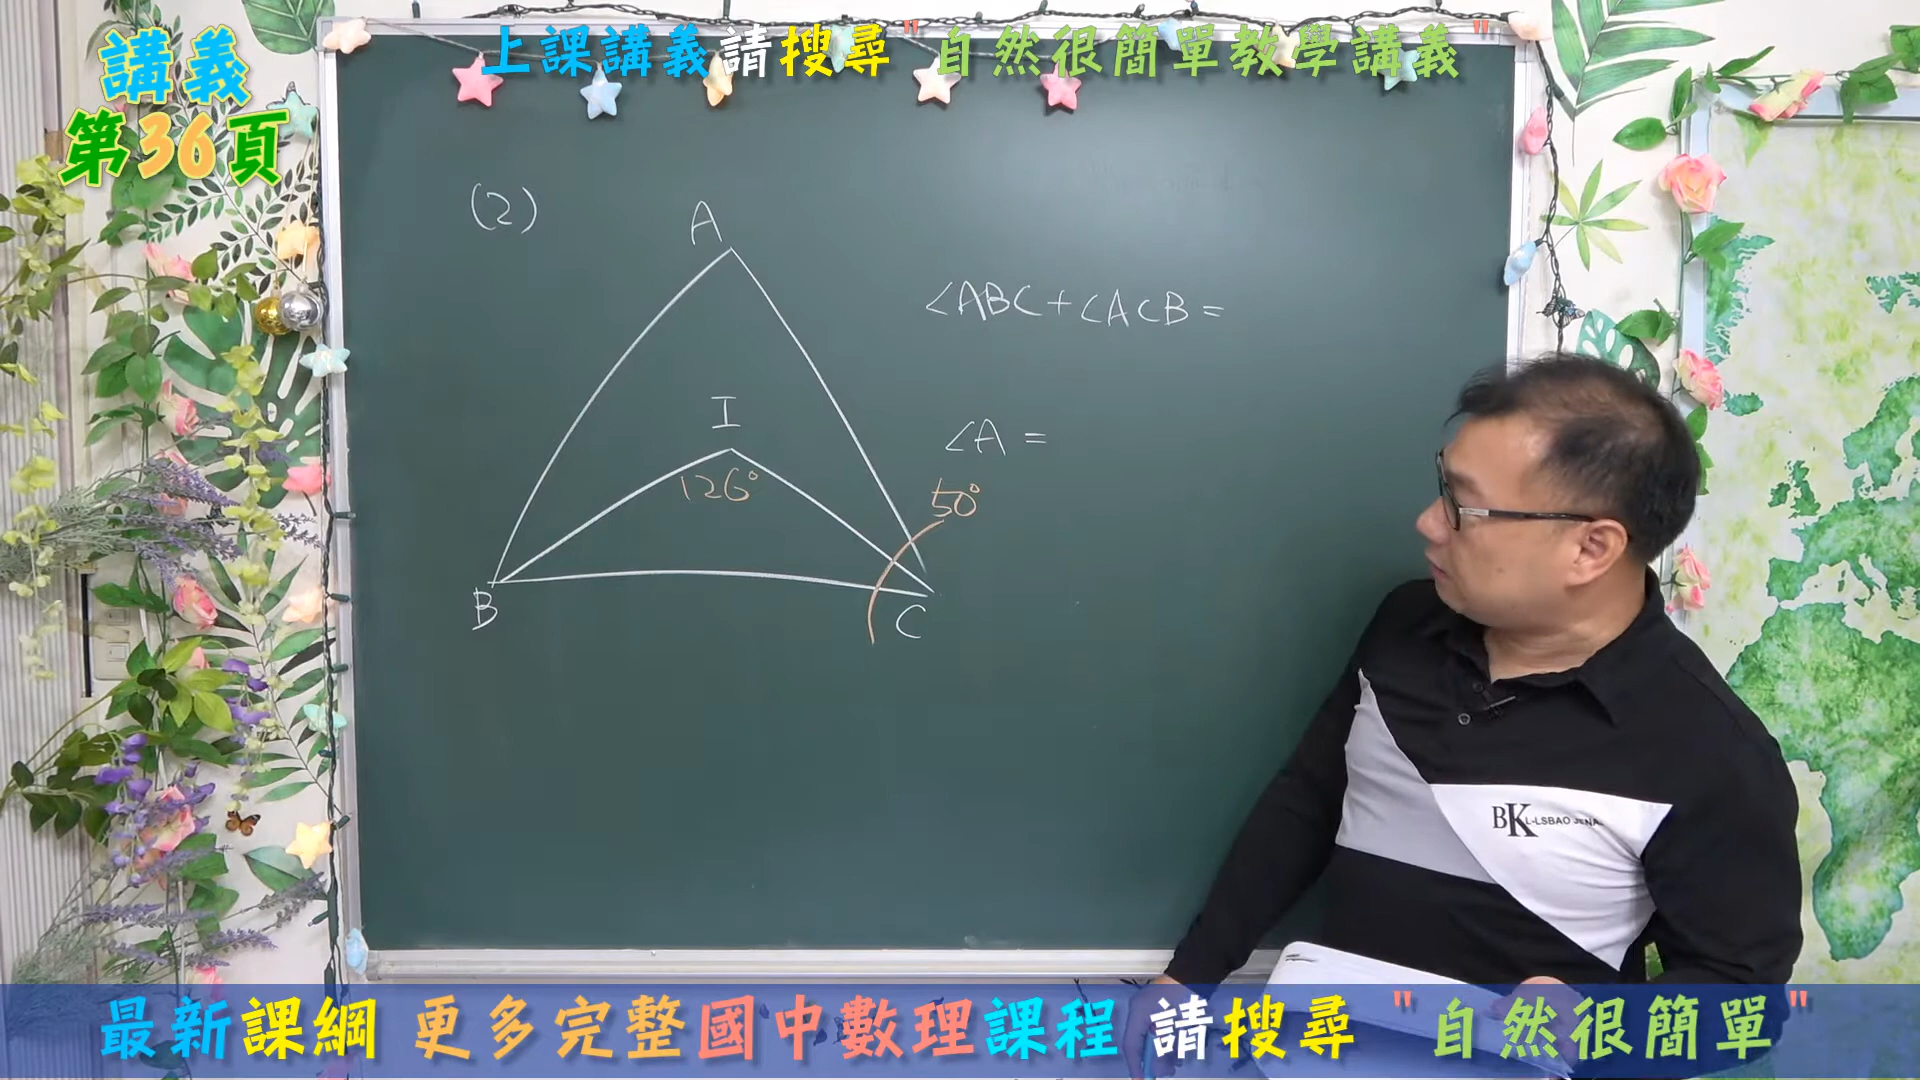 講義
第36頁
上課講義請搜尋"自然很簡單教學講義"
(2)
A
∠ABC+∠ACB=
I
∠A =
126°
50°
B
C
BK
L-LSBAO JENA
最新課綱 更多完整國中數理課程 請搜尋 "自然很簡單"